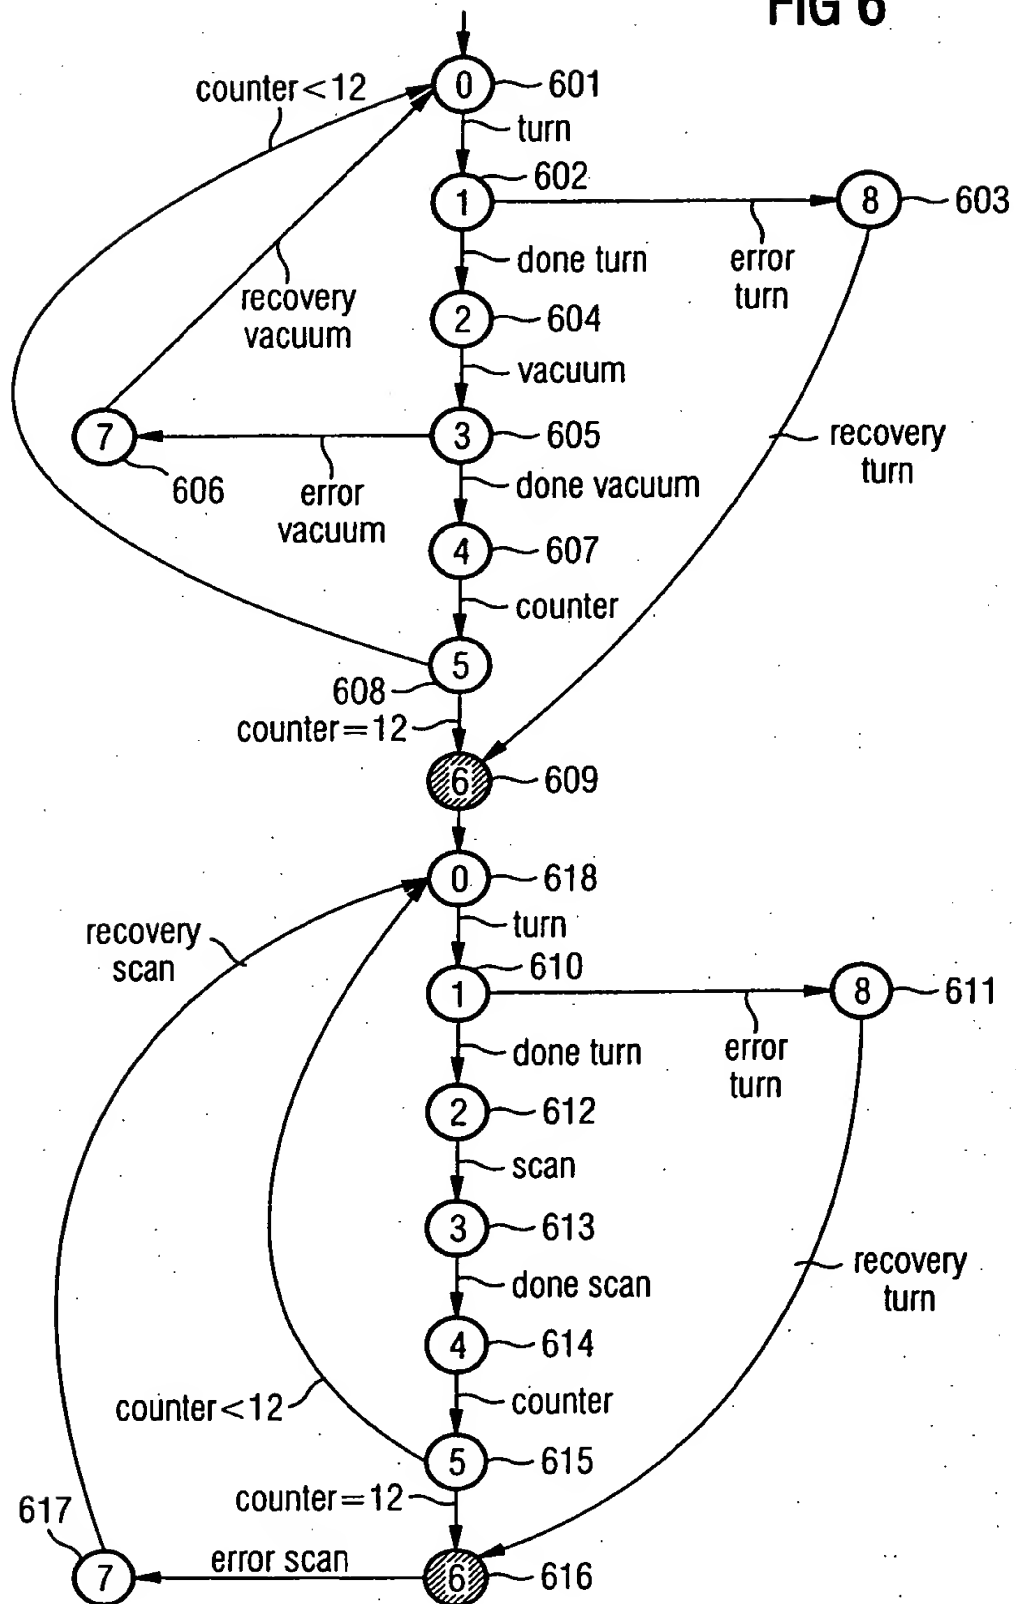 FIG 6
counter<12
0
601
turn
602
1
8
603
done turn
error
turn
recovery
vacuum
2
604
vacuum
7
3
605
recovery
turn
606
error
vacuum
done vacuum
4
607
counter
5
608
counter=12
6
609
0
618
recovery
scan
turn
610
1
8
611
done turn
error
turn
2
612
scan
3
613
recovery
turn
done scan
4
614
counter<12
counter
5
615
counter=12
617
7
error scan
6
616